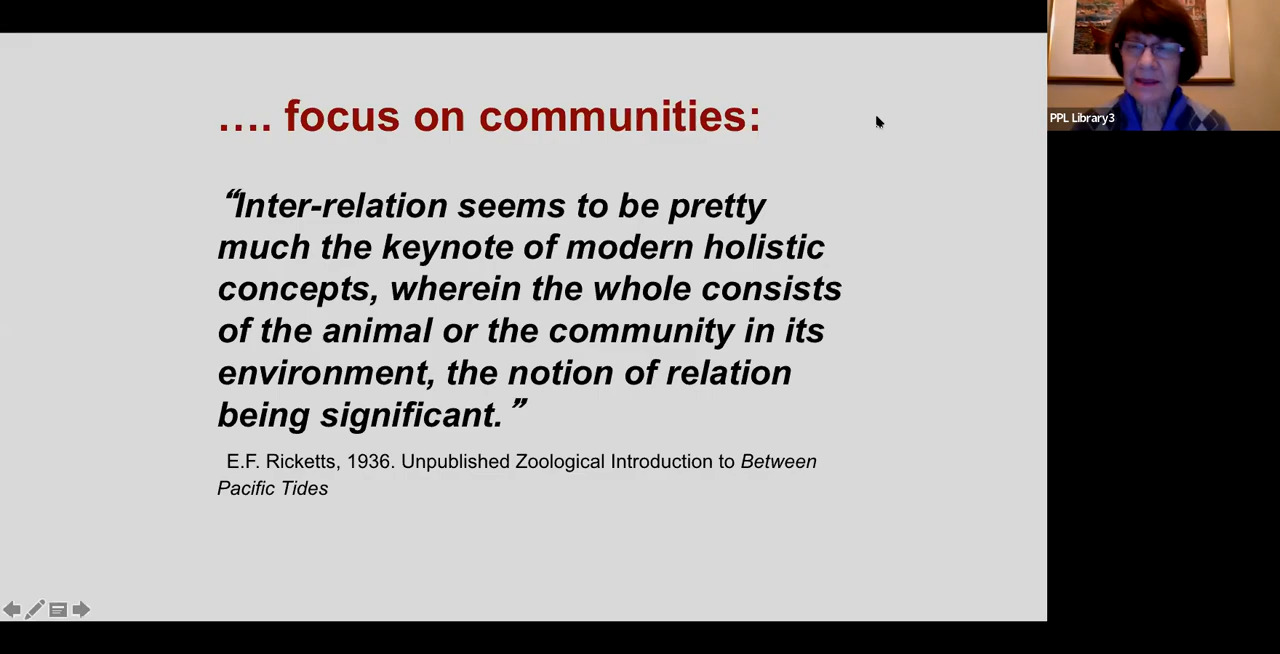 …. focus on communities:
“Inter-relation seems to be pretty
much the keynote of modern holistic
concepts, wherein the whole consists
of the animal or the community in its
environment, the notion of relation
being significant.”
E.F. Ricketts, 1936. Unpublished Zoological Introduction to Between
Pacific Tides
PPL Library3